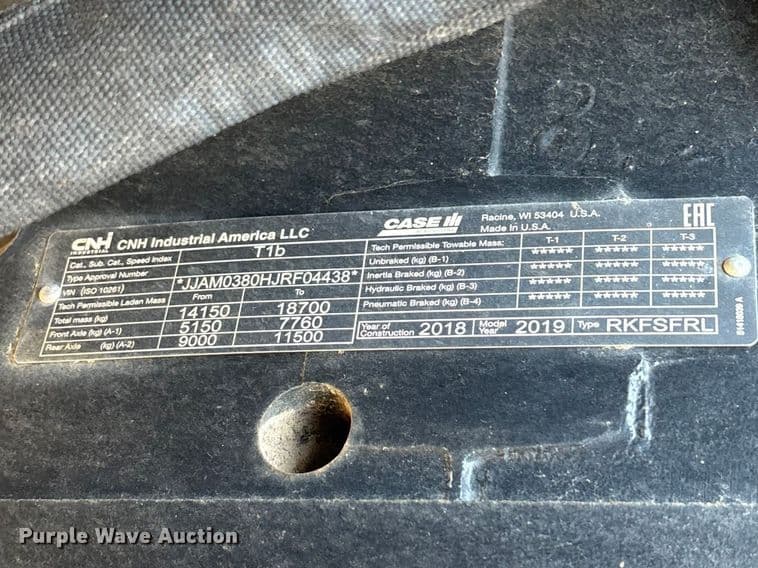 CNH INDUSTRIAL CNH Industrial America LLC
Cat., Sub. Cat., Speed Index T1b
Type Approval Number
VIN (ISO 10261) *JJAM0380HJRF04438*
Tech Permissible Laden Mass From To
Total mass (kg) 14150 18700
Front Axle (kg) (A-1) 5150 7760
Rear Axle (kg) (A-2) 9000 11500
CASE IH Racine, WI 53404 U.S.A.
Made in U.S.A.
EAC
Tech Permissible Towable Mass: T-1 T-2 T-3
Unbraked (kg) (B-1) ***** ***** *****
Inertia Braked (kg) (B-2) ***** ***** *****
Hydraulic Braked (kg) (B-3) ***** ***** *****
Pneumatic Braked (kg) (B-4) ***** ***** *****
Year of Construction 2018 Model Year 2019 Type RKFSFRL
Purple Wave Auction